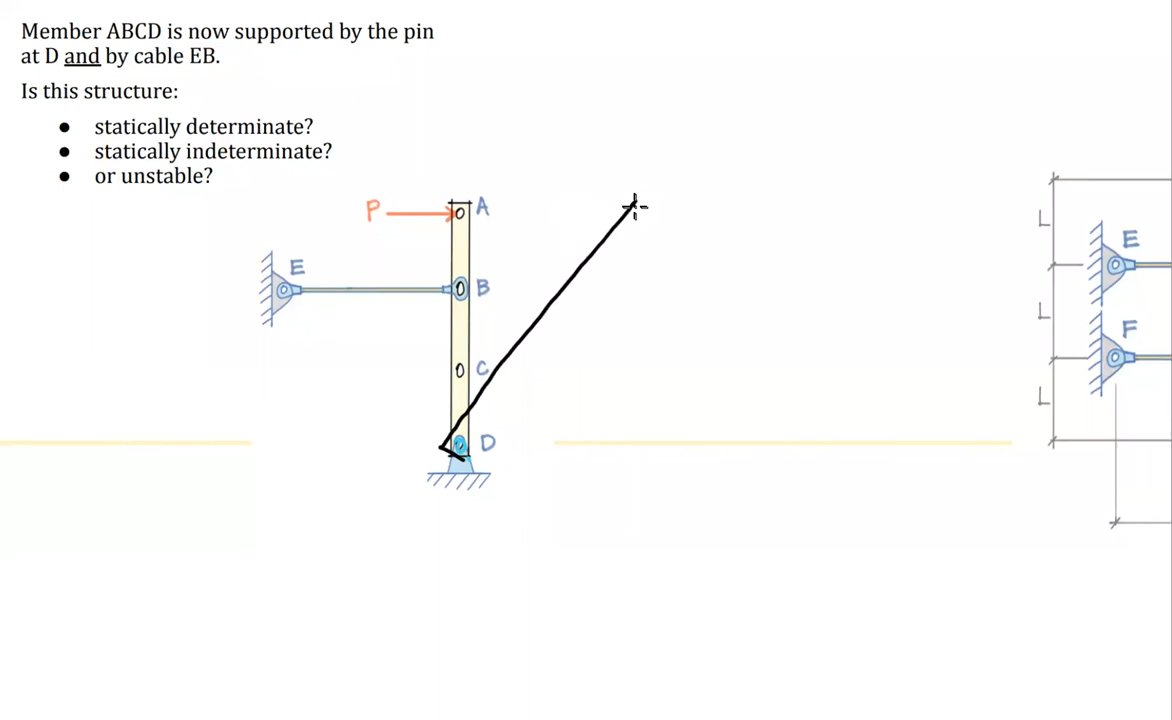 Member ABCD is now supported by the pin
at D and by cable EB.
Is this structure:
● statically determinate?
● statically indeterminate?
● or unstable?
P
A
E
B
C
D
L
E
L
F
L